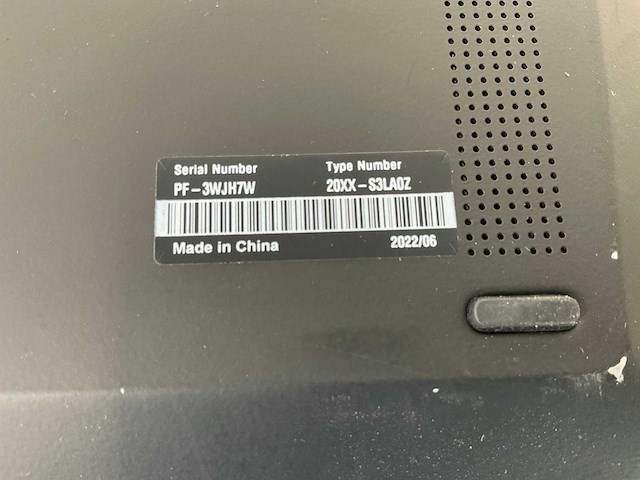 Serial Number Type Number
PF-3WJH7W 20XX-S3LA0Z
Made in China 2022/06